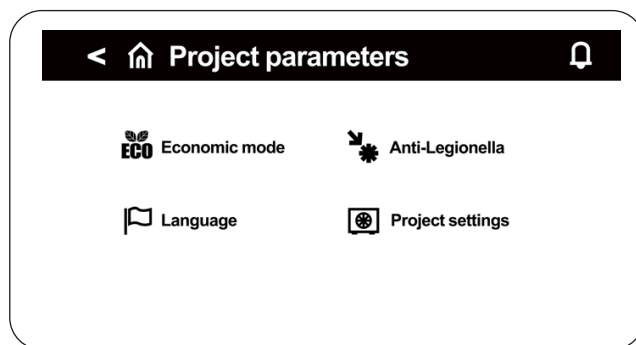 < Project parameters
ECO Economic mode
Anti-Legionella
Language
Project settings